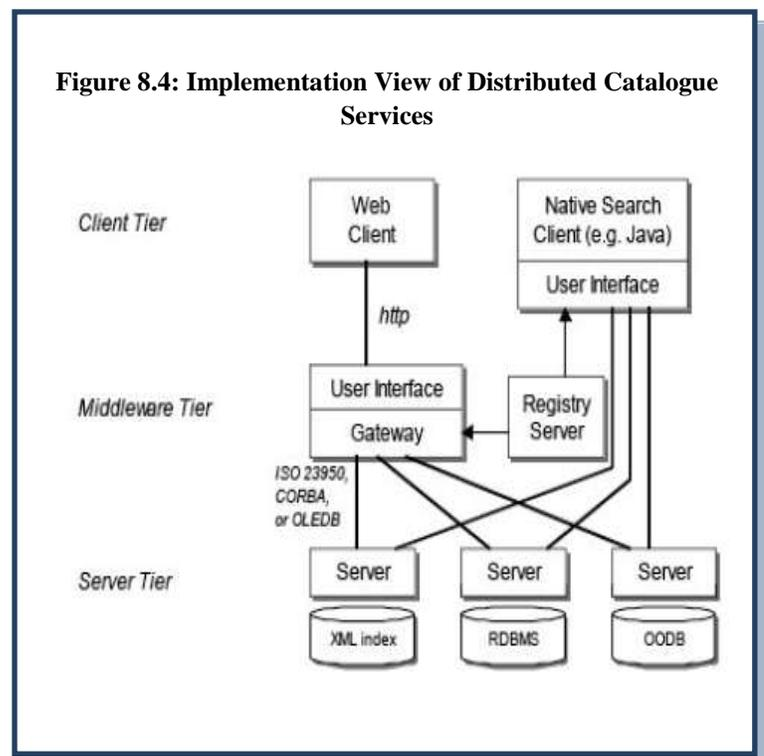 Figure 8.4: Implementation View of Distributed Catalogue
Services
Client Tier
Web
Client
Native Search
Client (e.g. Java)
User Interface
http
Middleware Tier
User Interface
Gateway
Registry
Server
ISO 23950,
CORBA,
or OLEDB
Server Tier
Server
Server
Server
XML index
RDBMS
OODB